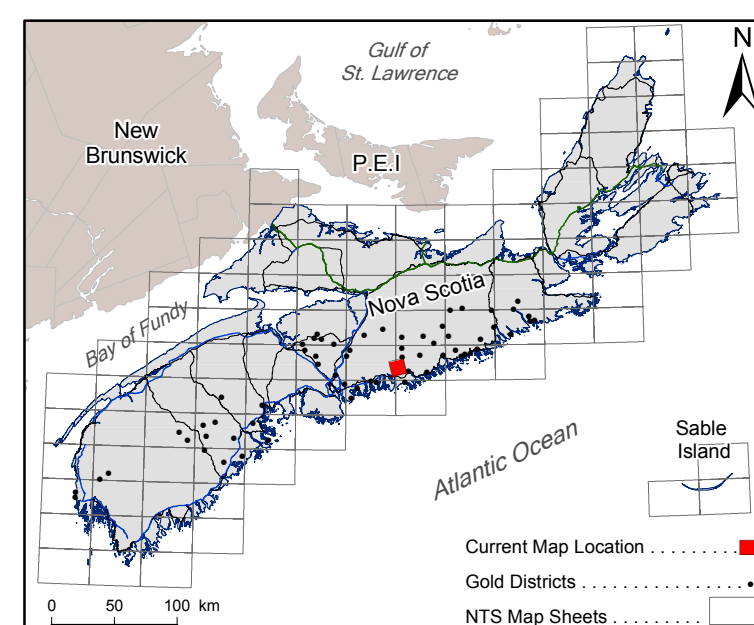 Gulf of
St. Lawrence
N
New
Brunswick
P.E.I
Nova Scotia
Bay of Fundy
Atlantic Ocean
Sable
Island
Current Map Location . . . . . . . . .
Gold Districts . . . . . . . . . . . . . . . . .
NTS Map Sheets . . . . . . . . .
0 50 100 km